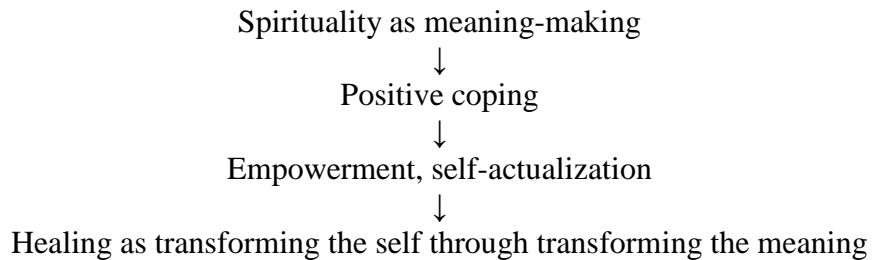 Spirituality as meaning-making
↓
Positive coping
↓
Empowerment, self-actualization
↓
Healing as transforming the self through transforming the meaning